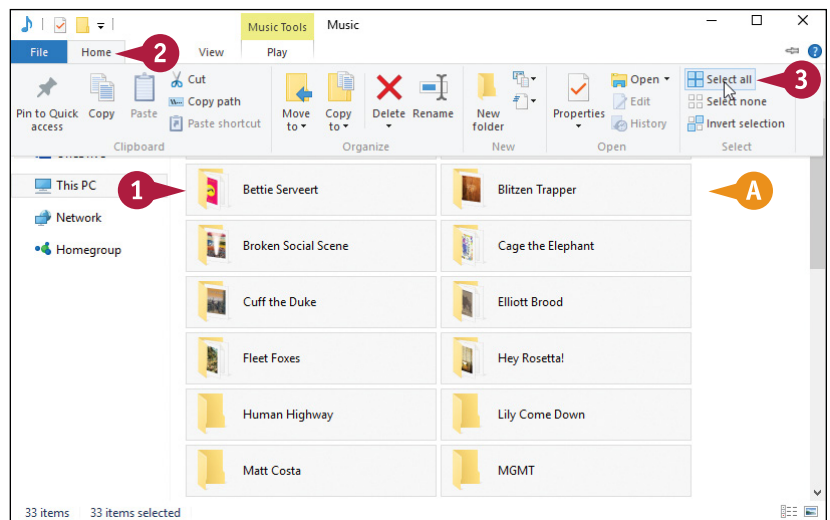 Music Tools Music
File Home 2 View Play
Pin to Quick access
Copy
Paste
Cut
Copy path
Paste shortcut
Clipboard
Move to
Copy to
Delete
Rename
Organize
New folder
New
Properties
Open
Edit
History
Open
Select all 3
Select none
Invert selection
Select
This PC
Network
Homegroup
1 Bettie Serveert Blitzen Trapper A
Broken Social Scene Cage the Elephant
Cuff the Duke Elliott Brood
Fleet Foxes Hey Rosetta!
Human Highway Lily Come Down
Matt Costa MGMT
33 items 33 items selected